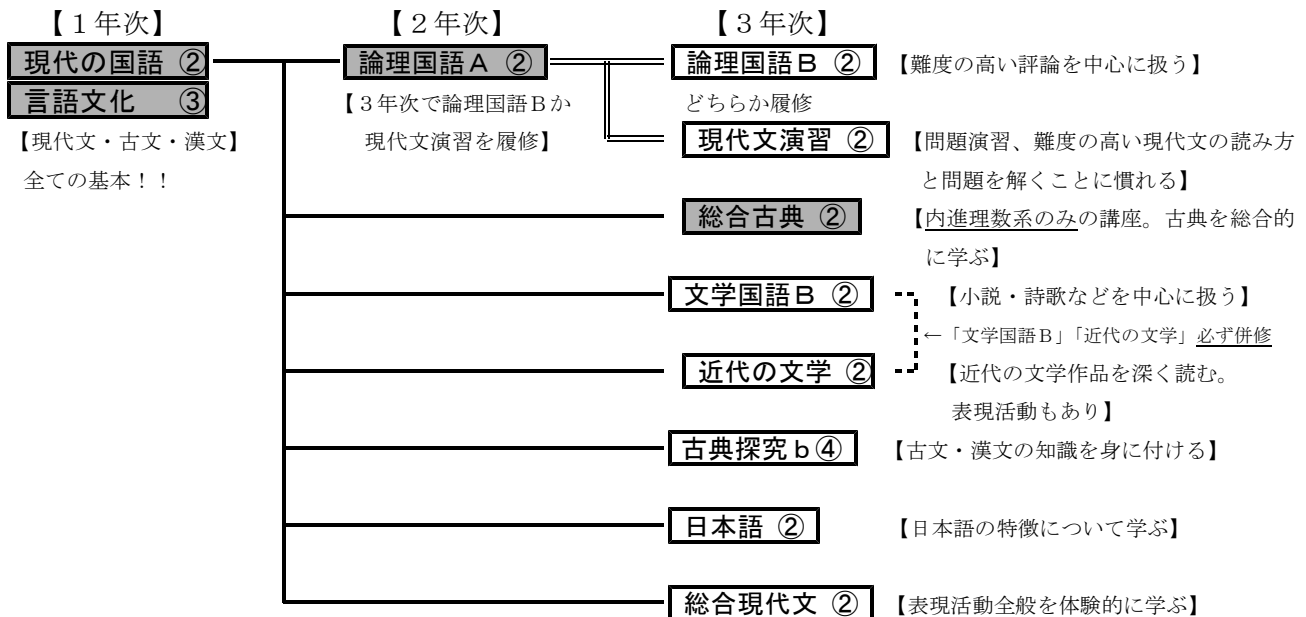 【１年次】 【２年次】 【３年次】
現代の国語 ② 論理国語Ａ ② 論理国語Ｂ ② 【難度の高い評論を中心に扱う】
言語文化 ③ 【３年次で論理国語Ｂか どちらか履修
【現代文・古文・漢文】 現代文演習を履修】 現代文演習 ② 【問題演習、難度の高い現代文の読み方
全ての基本！！ と問題を解くことに慣れる】
総合古典 ② 【内進理数系のみの講座。古典を総合的
に学ぶ】
文学国語Ｂ ② 【小説・詩歌などを中心に扱う】
←「文学国語Ｂ」「近代の文学」必ず併修
近代の文学 ② 【近代の文学作品を深く読む。
表現活動もあり】
古典探究ｂ④ 【古文・漢文の知識を身に付ける】
日本語 ② 【日本語の特徴について学ぶ】
総合現代文 ② 【表現活動全般を体験的に学ぶ】